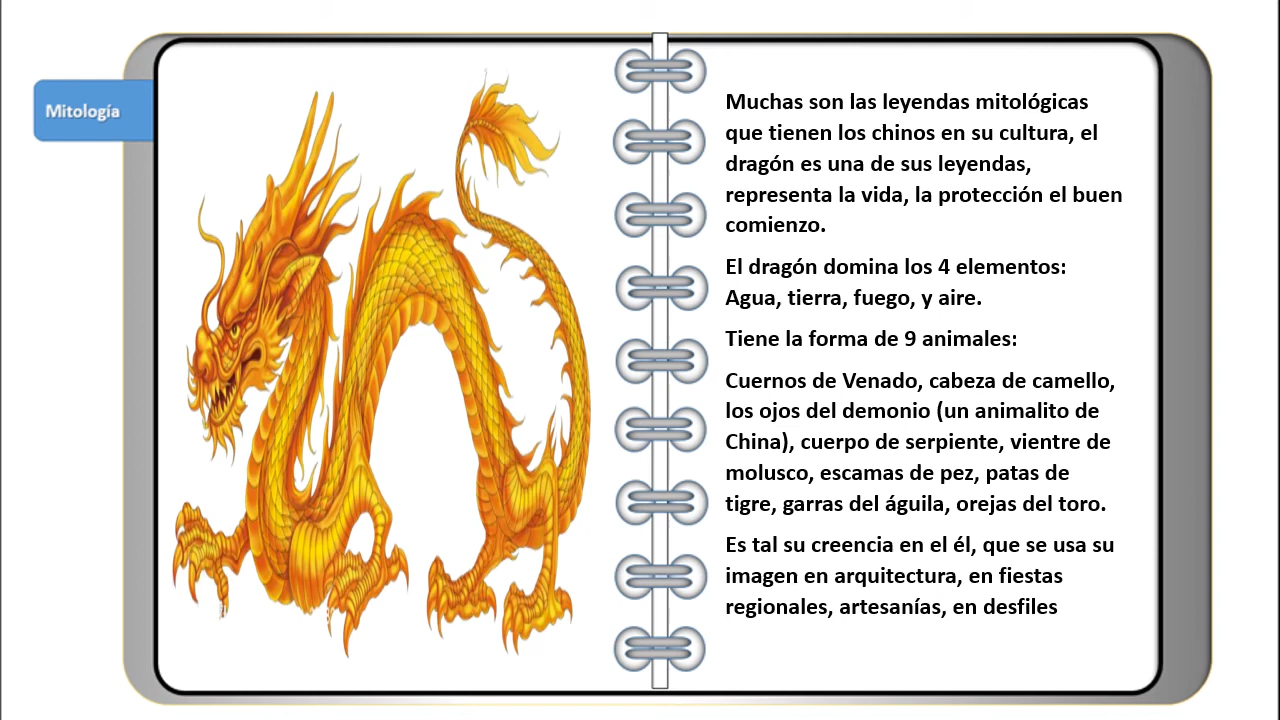 Mitología
Muchas son las leyendas mitológicas
que tienen los chinos en su cultura, el
dragón es una de sus leyendas,
representa la vida, la protección el buen
comienzo.
El dragón domina los 4 elementos:
Agua, tierra, fuego, y aire.
Tiene la forma de 9 animales:
Cuernos de Venado, cabeza de camello,
los ojos del demonio (un animalito de
China), cuerpo de serpiente, vientre de
molusco, escamas de pez, patas de
tigre, garras del águila, orejas del toro.
Es tal su creencia en el él, que se usa su
imagen en arquitectura, en fiestas
regionales, artesanías, en desfiles